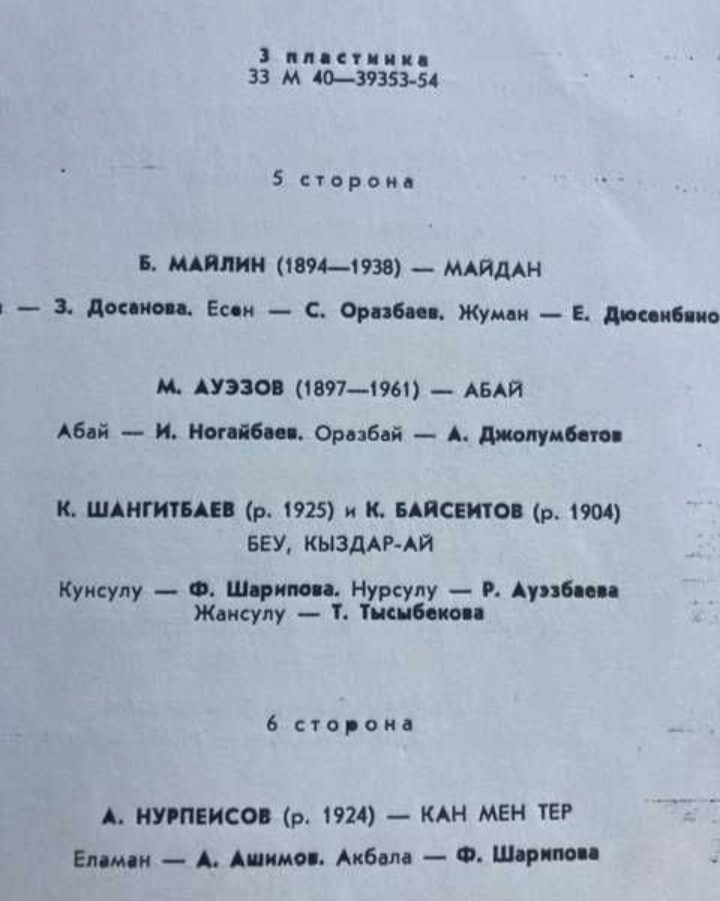 3 пластинка
33 М 40—39353-54
5 сторона
Б. МАЙЛИН (1894—1938) — МАЙДАН
— З. Досанова. Есен — С. Оразбаев. Жуман — Е.
М. АУЭЗОВ (1897—1961) — АБАЙ
Абай — И. Ногайбаев. Оразбай — А. Джолумбетов
К. ШАНГИТБАЕВ (р. 1925) и К. БАЙСЕИТОВ (р. 1904)
БЕУ, КЫЗДАР-АЙ
Кунсулу — Ф. Шарипова. Нурсулу — Р. Ауэзбаева
Жансулу — Т. Тысыбекова
6 сторона
А. НУРПЕИСОВ (р. 1924) — КАН МЕН ТЕР
Еламан — А. Ашимов. Акбала — Ф. Шарипова